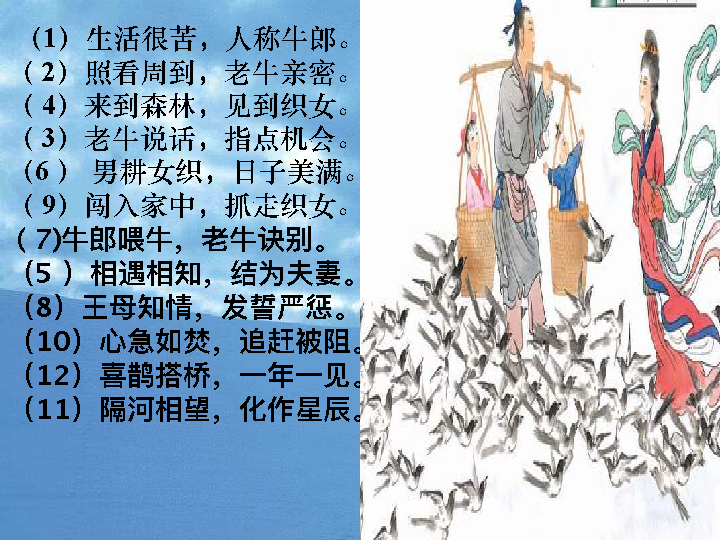 （1）生活很苦，人称牛郎。
（ 2）照看周到，老牛亲密。
（ 4）来到森林，见到织女。
（ 3）老牛说话，指点机会。
（6 ） 男耕女织，日子美满。
（ 9）闯入家中，抓走织女。
（ 7)牛郎喂牛，老牛诀别。
（5 ）相遇相知，结为夫妻。
（8）王母知情，发誓严惩。
（10）心急如焚，追赶被阻。
（12）喜鹊搭桥，一年一见。
（11）隔河相望，化作星辰。